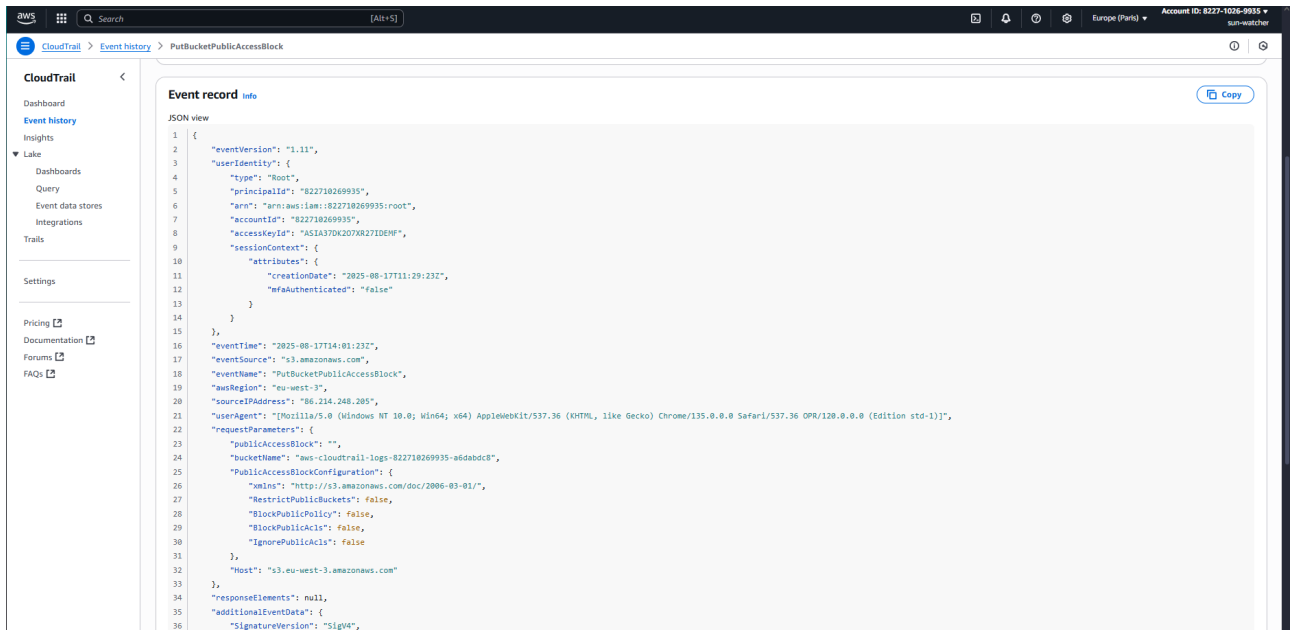 aws
Search
[Alt+S]
Europe (Paris)
Account ID: 8227-1026-9935
sun-watcher
CloudTrail > Event history > PutBucketPublicAccessBlock
CloudTrail
Dashboard
Event history
Insights
Lake
Dashboards
Query
Event data stores
Integrations
Trails
Settings
Pricing
Documentation
Forums
FAQs
Event record Info
Copy
JSON view
1 {
2 "eventVersion": "1.11",
3 "userIdentity": {
4 "type": "Root",
5 "principalId": "822710269935",
6 "arn": "arn:aws:iam::822710269935:root",
7 "accountId": "822710269935",
8 "accessKeyId": "ASIA37DK2O7XR27IDEMF",
9 "sessionContext": {
10 "attributes": {
11 "creationDate": "2025-08-17T11:29:23Z",
12 "mfaAuthenticated": "false"
13 }
14 }
15 },
16 "eventTime": "2025-08-17T14:01:23Z",
17 "eventSource": "s3.amazonaws.com",
18 "eventName": "PutBucketPublicAccessBlock",
19 "awsRegion": "eu-west-3",
20 "sourceIPAddress": "86.214.248.205",
21 "userAgent": "[Mozilla/5.0 (Windows NT 10.0; Win64; x64) AppleWebKit/537.36 (KHTML, like Gecko) Chrome/135.0.0.0 Safari/537.36 OPR/120.0.0.0 (Edition std-1)]",
22 "requestParameters": {
23 "publicAccessBlock": "",
24 "bucketName": "aws-cloudtrail-logs-822710269935-a6dabdc8",
25 "PublicAccessBlockConfiguration": {
26 "xmlns": "http://s3.amazonaws.com/doc/2006-03-01/",
27 "RestrictPublicBuckets": false,
28 "BlockPublicPolicy": false,
29 "BlockPublicAcls": false,
30 "IgnorePublicAcls": false
31 },
32 "Host": "s3.eu-west-3.amazonaws.com"
33 },
34 "responseElements": null,
35 "additionalEventData": {
36 "SignatureVersion": "SigV4",